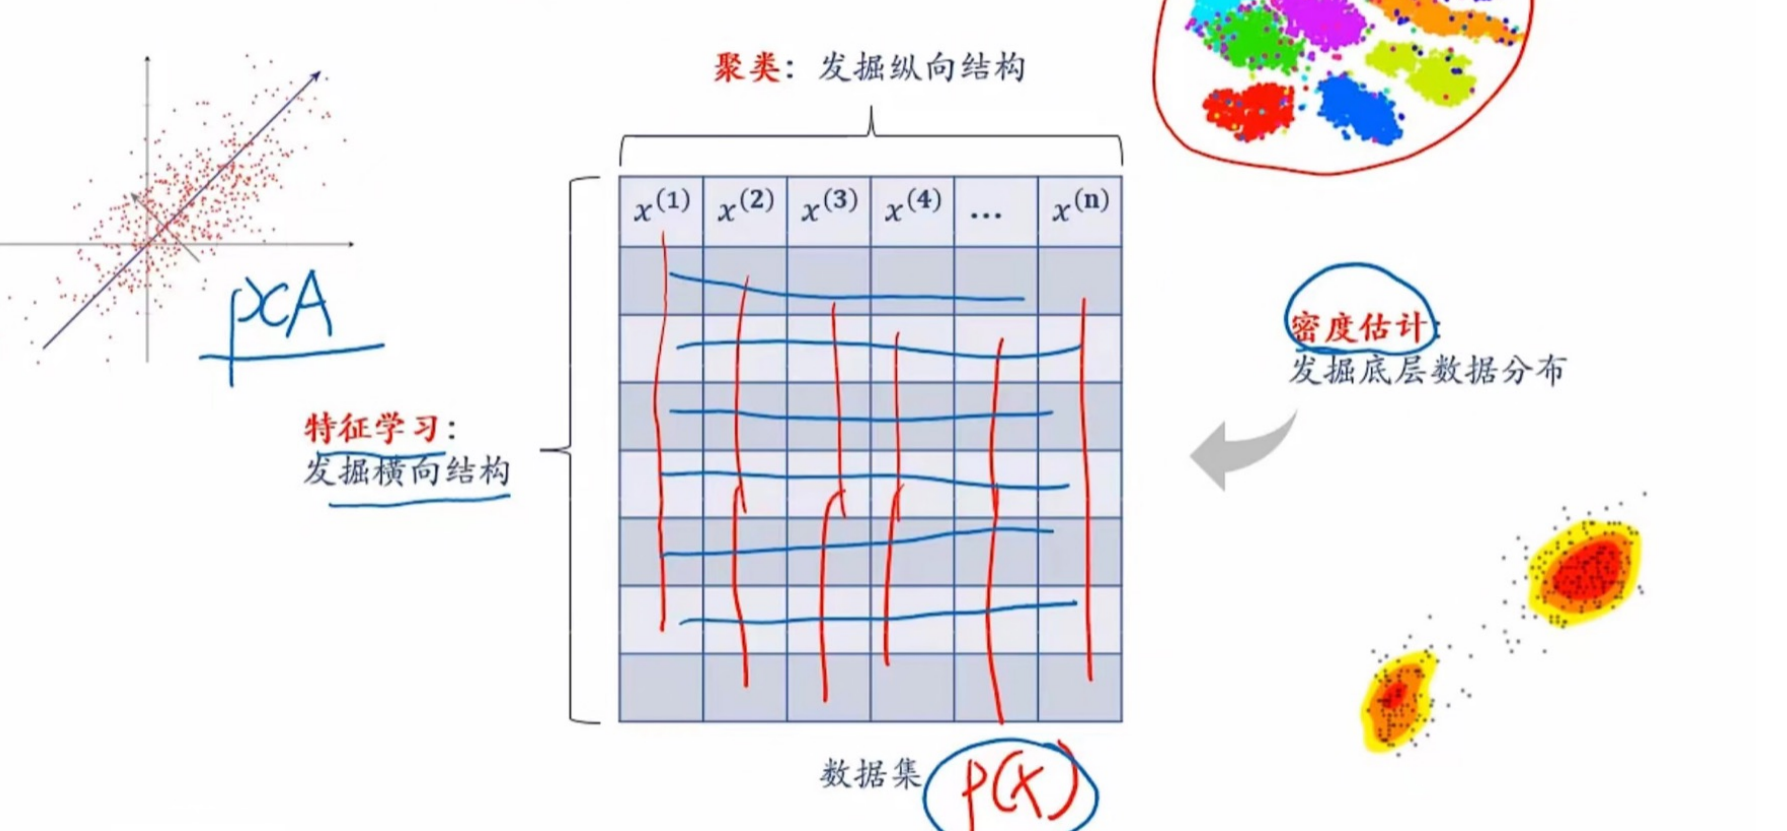 聚类：发掘纵向结构
x⁽¹⁾ x⁽²⁾ x⁽³⁾ x⁽⁴⁾ … x⁽ⁿ⁾
PCA
密度估计：
发掘底层数据分布
特征学习：
发掘横向结构
数据集 p(x)